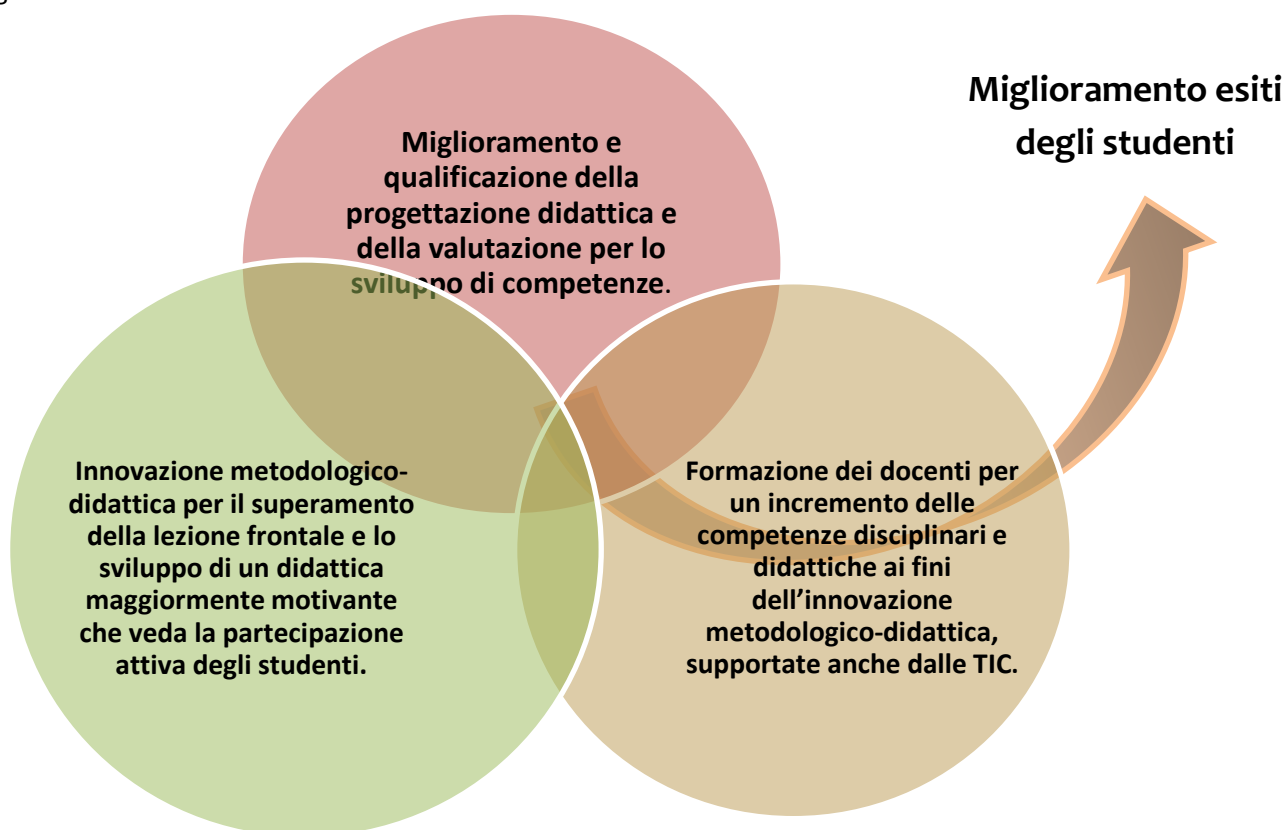 Miglioramento esiti
degli studenti
Miglioramento e
qualificazione della
progettazione didattica e
della valutazione per lo
sviluppo di competenze.
Innovazione metodologico-
didattica per il superamento
della lezione frontale e lo
sviluppo di un didattica
maggiormente motivante
che veda la partecipazione
attiva degli studenti.
Formazione dei docenti per
un incremento delle
competenze disciplinari e
didattiche ai fini
dell’innovazione
metodologico-didattica,
supportate anche dalle TIC.